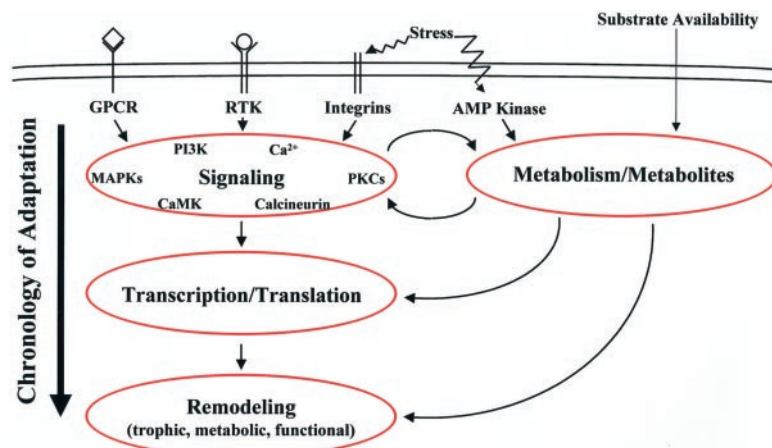 Substrate Availability
Stress
GPCR
RTK
Integrins
AMP Kinase
PI3K
Ca²⁺
MAPKs
Signaling
PKCs
CaMK
Calcineurin
Metabolism/Metabolites
Chronology of Adaptation
Transcription/Translation
Remodeling
(trophic, metabolic, functional)